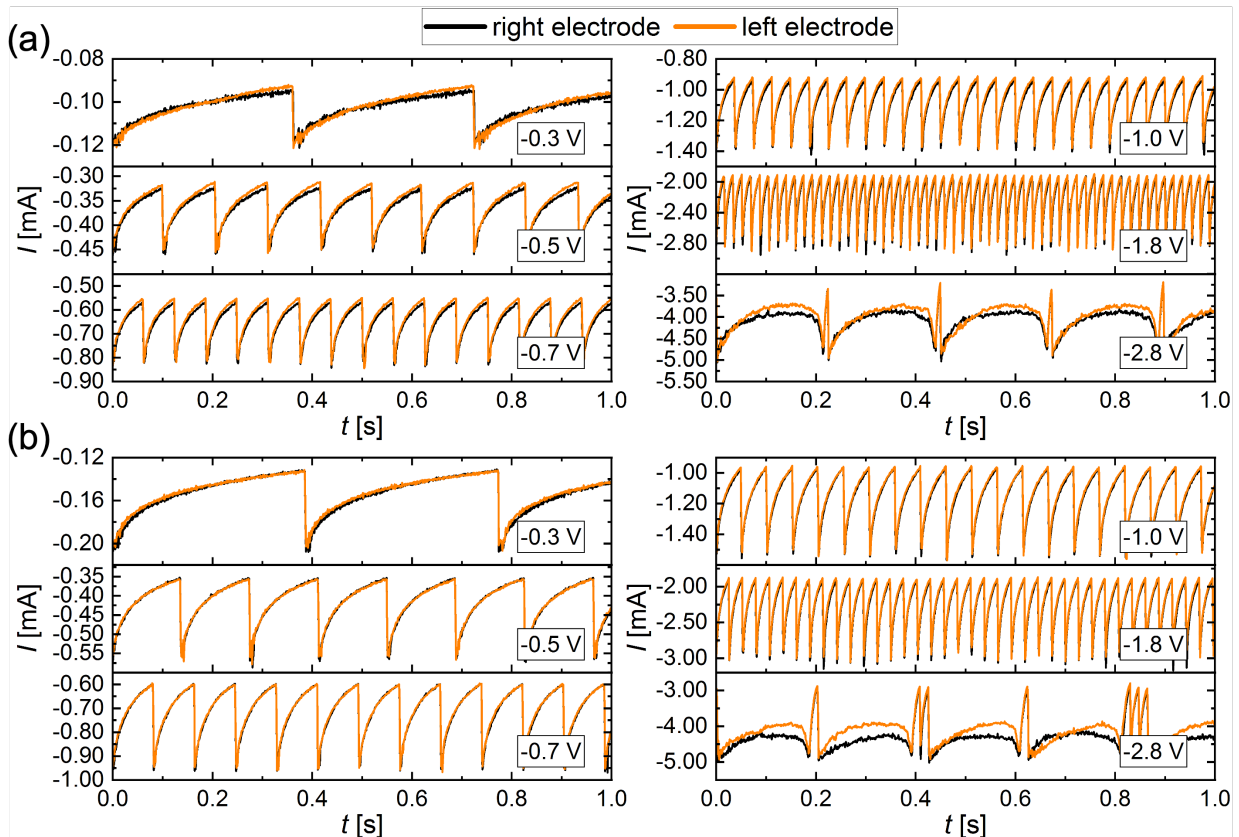 right electrode left electrode
(a)
-0.08
-0.10
-0.12
-0.3 V
-0.30
-0.35
-0.40
-0.45
-0.5 V
-0.50
-0.60
-0.70
-0.80
-0.90
-0.7 V
I [mA]
0.0 0.2 0.4 0.6 0.8 1.0
t [s]
-0.80
-1.00
-1.20
-1.40
-1.0 V
-2.00
-2.40
-2.80
-1.8 V
-3.50
-4.00
-4.50
-5.00
-5.50
-2.8 V
I [mA]
0.0 0.2 0.4 0.6 0.8 1.0
t [s]
(b)
-0.12
-0.16
-0.20
-0.3 V
-0.35
-0.40
-0.45
-0.50
-0.55
-0.5 V
-0.60
-0.70
-0.80
-0.90
-1.00
-0.7 V
I [mA]
0.0 0.2 0.4 0.6 0.8 1.0
t [s]
-1.00
-1.20
-1.40
-1.0 V
-2.00
-2.50
-3.00
-1.8 V
-3.00
-4.00
-5.00
-2.8 V
I [mA]
0.0 0.2 0.4 0.6 0.8 1.0
t [s]